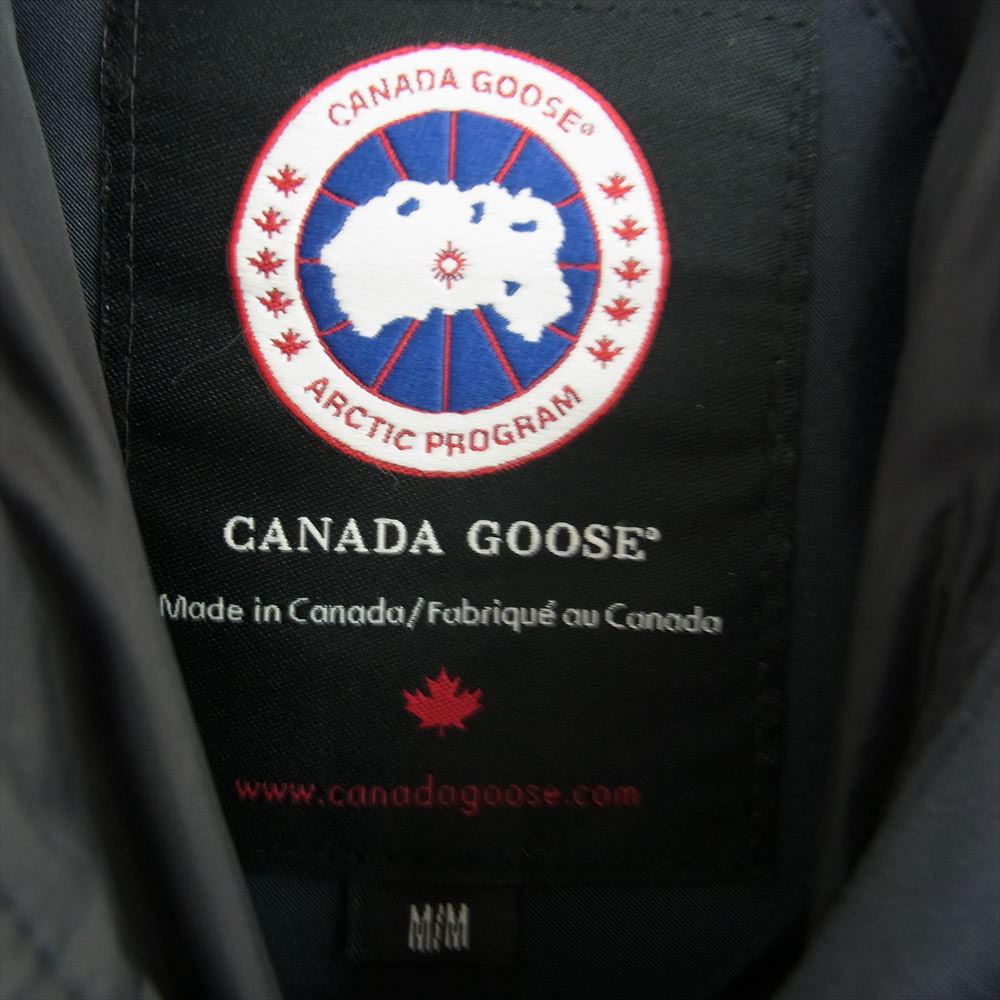 CANADA GOOSE®
ARCTIC PROGRAM
CANADA GOOSE®
Made in Canada/Fabriqué au Canada
www.canadagoose.com
M/M